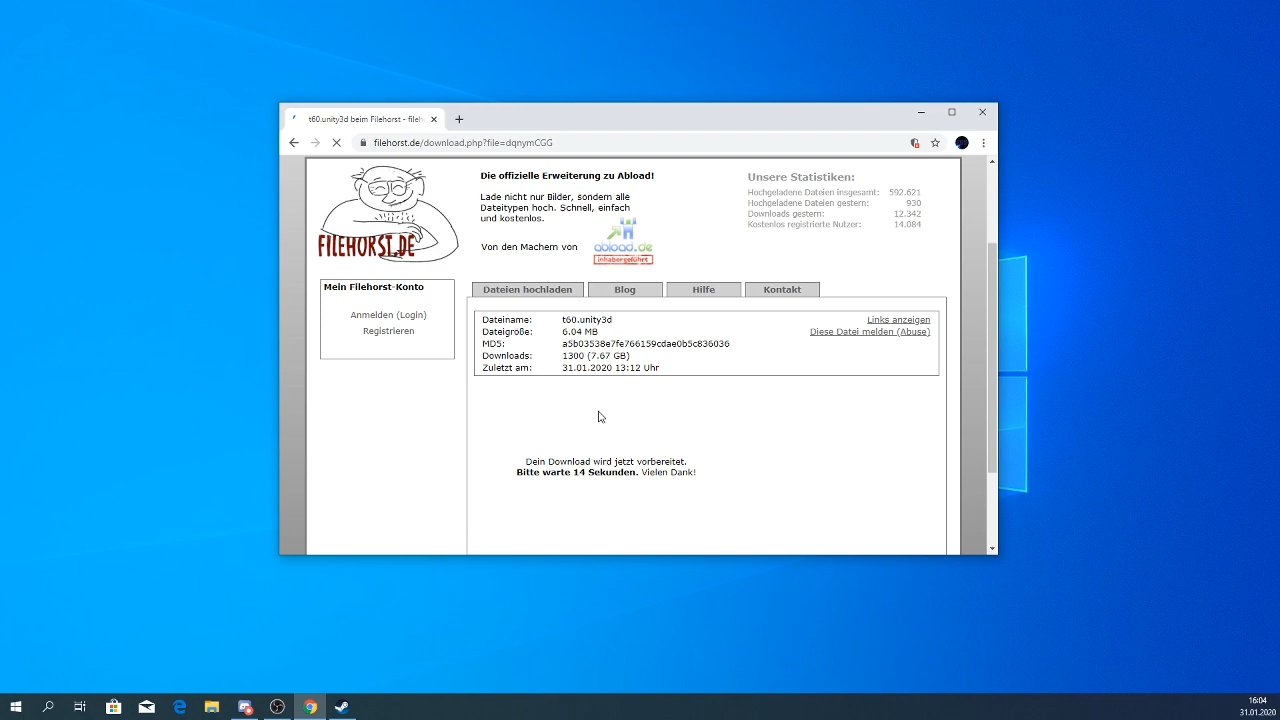 t60.unity3d beim Filehorst - fileh
filehorst.de/download.php?file=dqnymCGG
FILEHORST.DE
Die offizielle Erweiterung zu Abload!
Lade nicht nur Bilder, sondern alle
Dateitypen hoch. Schnell, einfach
und kostenlos.
Von den Machern von
abload.de
inhabergeführt
Unsere Statistiken:
Hochgeladene Dateien insgesamt: 592.621
Hochgeladene Dateien gestern: 930
Downloads gestern: 12.342
Kostenlos registrierte Nutzer: 14.084
Mein Filehorst-Konto
Anmelden (Login)
Registrieren
Dateien hochladen Blog Hilfe Kontakt
Dateiname: t60.unity3d Links anzeigen
Dateigröße: 6.04 MB Diese Datei melden (Abuse)
MD5: a5b03538e7fe766159cdae0b5c836036
Downloads: 1300 (7.67 GB)
Zuletzt am: 31.01.2020 13:12 Uhr
Dein Download wird jetzt vorbereitet.
Bitte warte 14 Sekunden. Vielen Dank!
16:04
31.01.2020